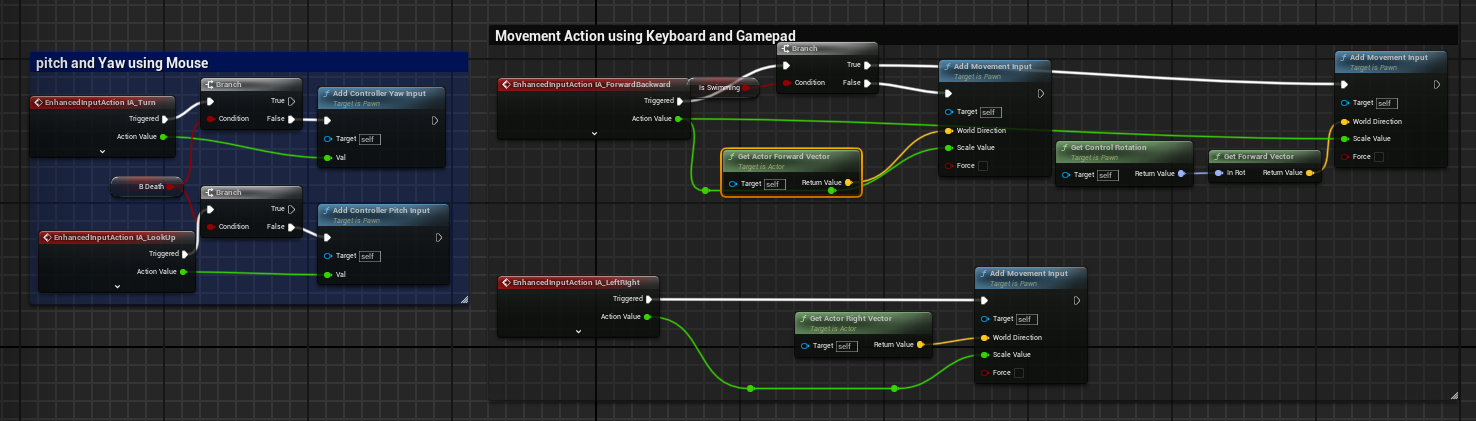 pitch and Yaw using Mouse
EnhancedInputAction IA_Turn
Triggered
Action Value
Branch
True
Condition
False
Add Controller Yaw Input
Target is Pawn
Target
self
Val
B Death
Branch
True
Condition
False
EnhancedInputAction IA_LookUp
Triggered
Action Value
Add Controller Pitch Input
Target is Pawn
Target
self
Val
Movement Action using Keyboard and Gamepad
EnhancedInputAction IA_ForwardBackward
Triggered
Action Value
Is Swimming
Branch
True
Condition
False
Get Actor Forward Vector
Target is Actor
Target
self
Return Value
Add Movement Input
Target is Pawn
Target
self
World Direction
Scale Value
Force
Get Control Rotation
Target is Pawn
Target
self
Return Value
Get Forward Vector
In Rot
Return Value
Add Movement Input
Target is Pawn
Target
self
World Direction
Scale Value
Force
EnhancedInputAction IA_LeftRight
Triggered
Action Value
Get Actor Right Vector
Target is Actor
Target
self
Return Value
Add Movement Input
Target is Pawn
Target
self
World Direction
Scale Value
Force